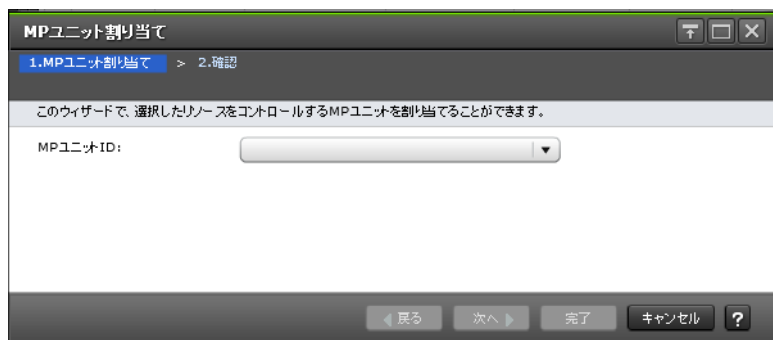 MPユニット割り当て
1.MPユニット割り当て > 2.確認
このウィザードで、選択したリソースをコントロールするMPユニットを割り当てることができます。
MPユニットID:
戻る 次へ 完了 キャンセル ?